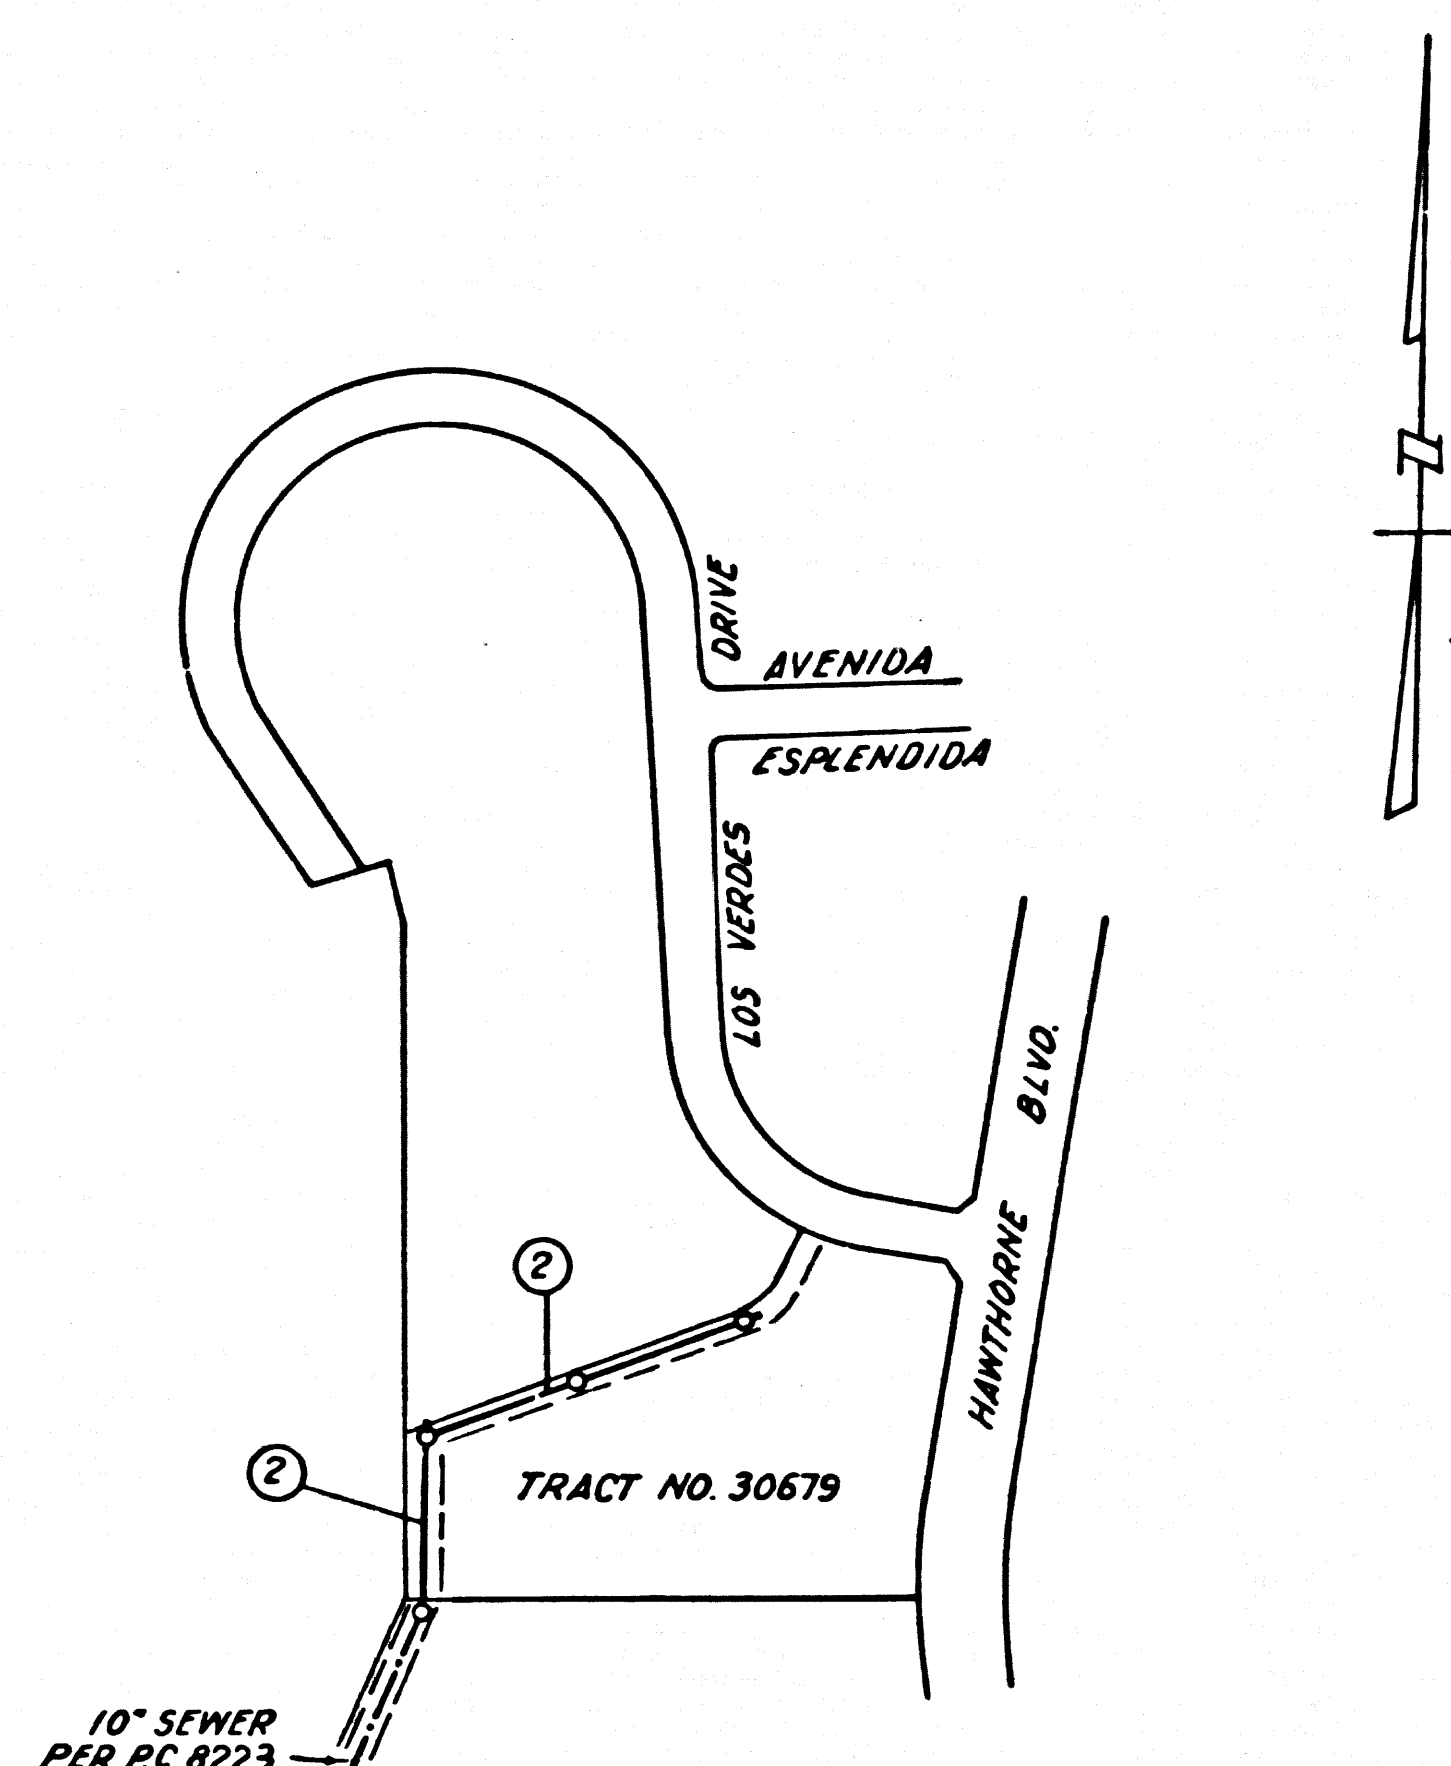 N
DRIVE
AVENIDA
ESPLENDIDA
LOS VERDES
HAWTHORNE BLVD.
2
2
TRACT NO. 30679
10" SEWER
PER P.C. 8223